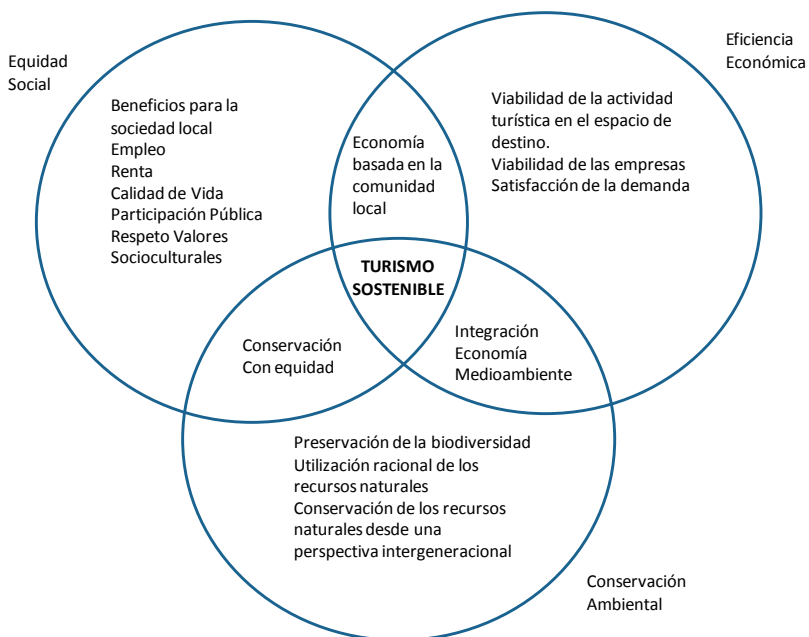 Equidad
Social
Eficiencia
Económica
Beneficios para la
sociedad local
Empleo
Renta
Calidad de Vida
Participación Pública
Respeto Valores
Socioculturales
Economía
basada en la
comunidad
local
Viabilidad de la actividad
turística en el espacio de
destino.
Viabilidad de las empresas
Satisfacción de la demanda
TURISMO
SOSTENIBLE
Conservación
Con equidad
Integración
Economía
Medioambiente
Preservación de la biodiversidad
Utilización racional de los
recursos naturales
Conservación de los recursos
naturales desde una
perspectiva intergeneracional
Conservación
Ambiental